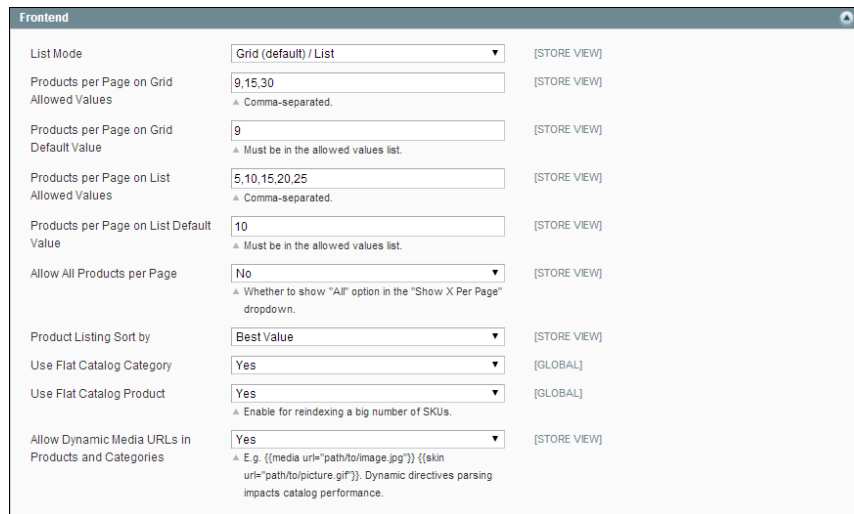 Frontend
List Mode
Grid (default) / List
[STORE VIEW]
Products per Page on Grid
Allowed Values
9,15,30
[STORE VIEW]
Comma-separated.
Products per Page on Grid
Default Value
9
[STORE VIEW]
Must be in the allowed values list.
Products per Page on List
Allowed Values
5,10,15,20,25
[STORE VIEW]
Comma-separated.
Products per Page on List Default
Value
10
[STORE VIEW]
Must be in the allowed values list.
Allow All Products per Page
No
[STORE VIEW]
Whether to show "All" option in the "Show X Per Page"
dropdown.
Product Listing Sort by
Best Value
[STORE VIEW]
Use Flat Catalog Category
Yes
[GLOBAL]
Use Flat Catalog Product
Yes
[GLOBAL]
Enable for reindexing a big number of SKUs.
Allow Dynamic Media URLs in
Products and Categories
Yes
[STORE VIEW]
E.g. {{media url="path/to/image.jpg"}} {{skin
url="path/to/picture.gif"}}. Dynamic directives parsing
impacts catalog performance.